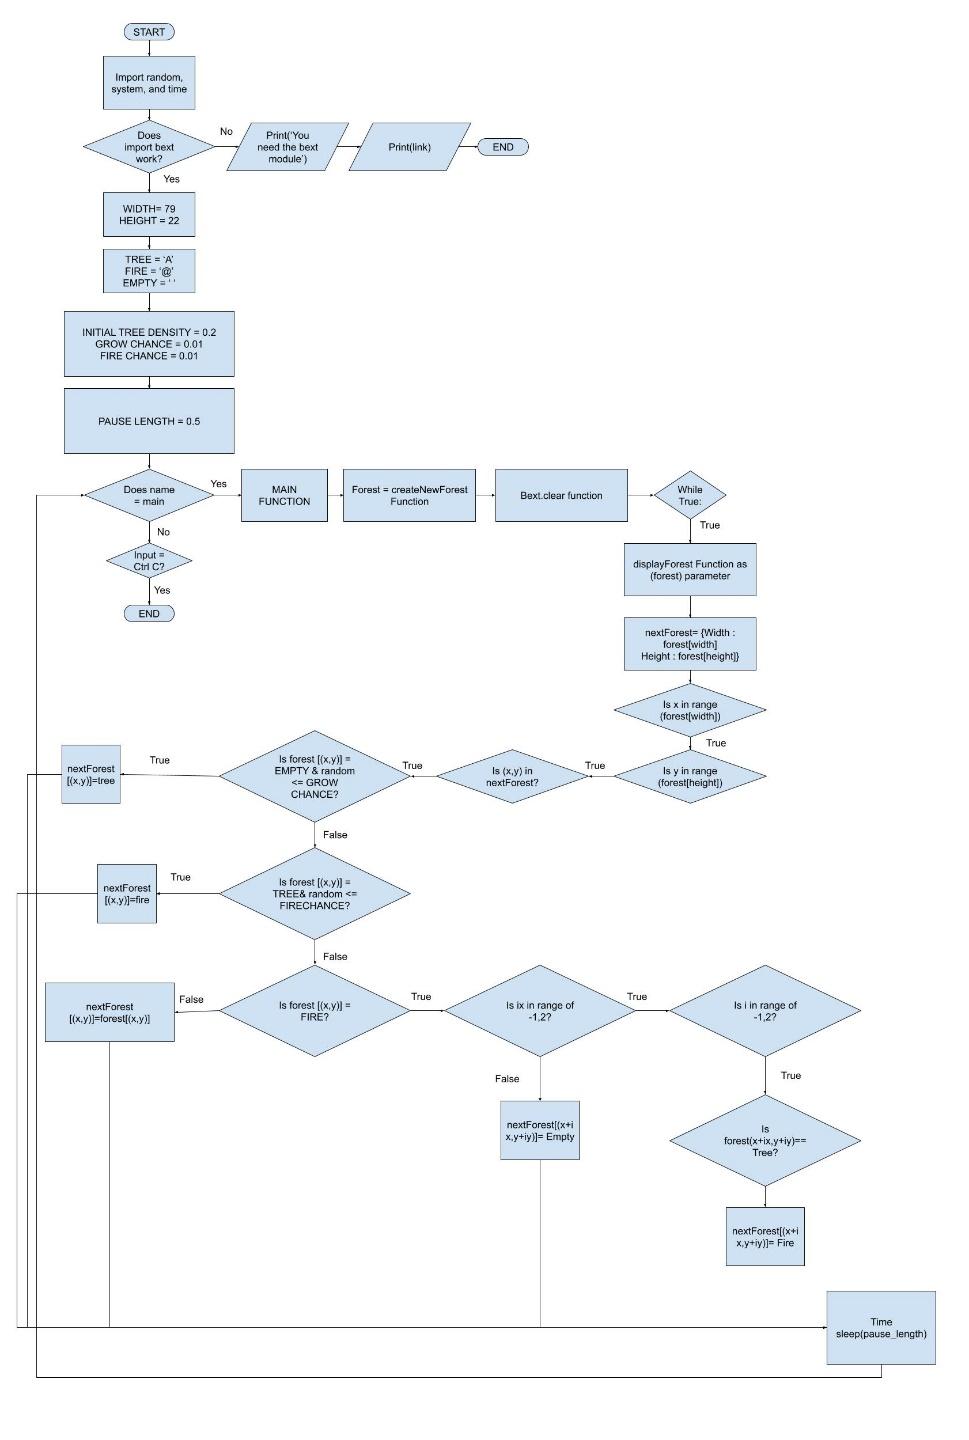 START
Import random,
system, and time
Does
import bext
work?
No
Print('You
need the bext
module')
Print(link)
END
Yes
WIDTH= 79
HEIGHT = 22
TREE = 'A'
FIRE = '@'
EMPTY = ' '
INITIAL TREE DENSITY = 0.2
GROW CHANCE = 0.01
FIRE CHANCE = 0.01
PAUSE LENGTH = 0.5
Does name
= main
Yes
MAIN
FUNCTION
Forest = createNewForest
Function
Bext.clear function
While
True:
No
Input =
Ctrl C?
Yes
END
True
displayForest Function as
(forest) parameter
nextForest= {Width :
forest[width]
Height : forest[height]}
Is x in range
(forest[width])
True
Is y in range
(forest[height])
True
Is (x,y) in
nextForest?
True
Is forest [(x,y)] =
EMPTY & random
<= GROW
CHANCE?
True
nextForest
[(x,y)]=tree
False
Is forest [(x,y)] =
TREE& random <=
FIRECHANCE?
True
nextForest
[(x,y)]=fire
False
Is forest [(x,y)] =
FIRE?
False
nextForest
[(x,y)]=forest[(x,y)]
True
Is ix in range of
-1,2?
True
Is i in range of
-1,2?
False
nextForest[(x+i
x,y+iy)]= Empty
True
Is
forest(x+ix,y+iy)==
Tree?
nextForest[(x+i
x,y+iy)]= Fire
Time
sleep(pause_length)